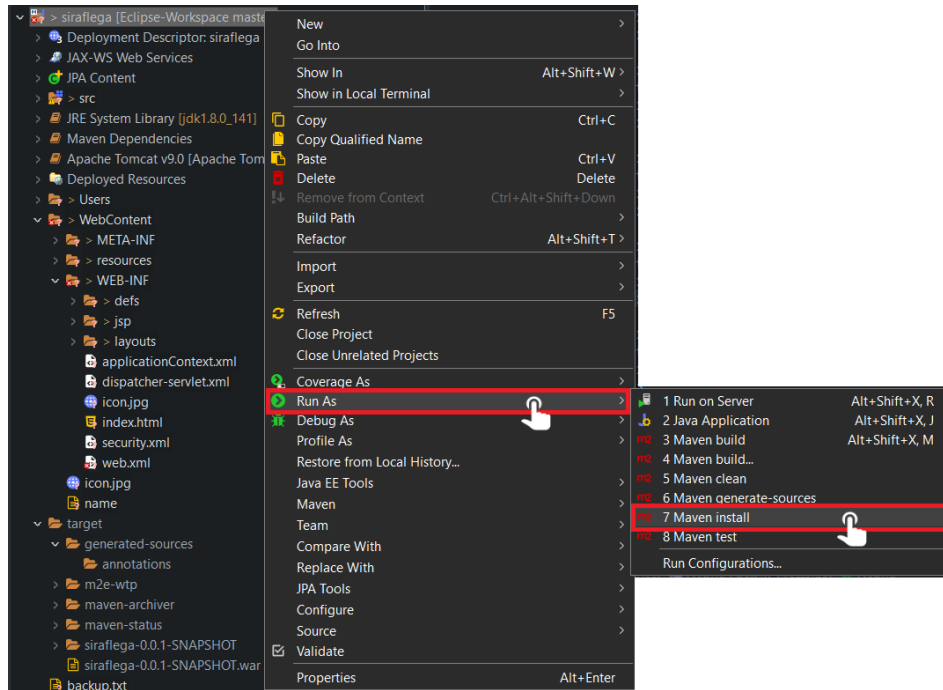 > siraflega [Eclipse-Workspace maste
> Deployment Descriptor: siraflega
JAX-WS Web Services
JPA Content
> src
JRE System Library [jdk1.8.0_141]
Maven Dependencies
Apache Tomcat v9.0 [Apache Tom
Deployed Resources
> Users
> WebContent
> META-INF
> resources
> WEB-INF
> defs
> jsp
> layouts
applicationContext.xml
dispatcher-servlet.xml
icon.jpg
index.html
security.xml
web.xml
icon.jpg
name
target
generated-sources
annotations
m2e-wtp
maven-archiver
maven-status
siraflega-0.0.1-SNAPSHOT
siraflega-0.0.1-SNAPSHOT.war
backup.txt
New
Go Into
Show In Alt+Shift+W
Show in Local Terminal
Copy Ctrl+C
Copy Qualified Name
Paste Ctrl+V
Delete Delete
Remove from Context Ctrl+Alt+Shift+Down
Build Path
Refactor Alt+Shift+T
Import
Export
Refresh F5
Close Project
Close Unrelated Projects
Coverage As
Run As
Debug As
Profile As
Restore from Local History...
Java EE Tools
Maven
Team
Compare With
Replace With
JPA Tools
Configure
Source
Validate
Properties Alt+Enter
1 Run on Server Alt+Shift+X, R
2 Java Application Alt+Shift+X, J
m2 3 Maven build Alt+Shift+X, M
m2 4 Maven build...
m2 5 Maven clean
m2 6 Maven generate-sources
m2 7 Maven install
m2 8 Maven test
Run Configurations...